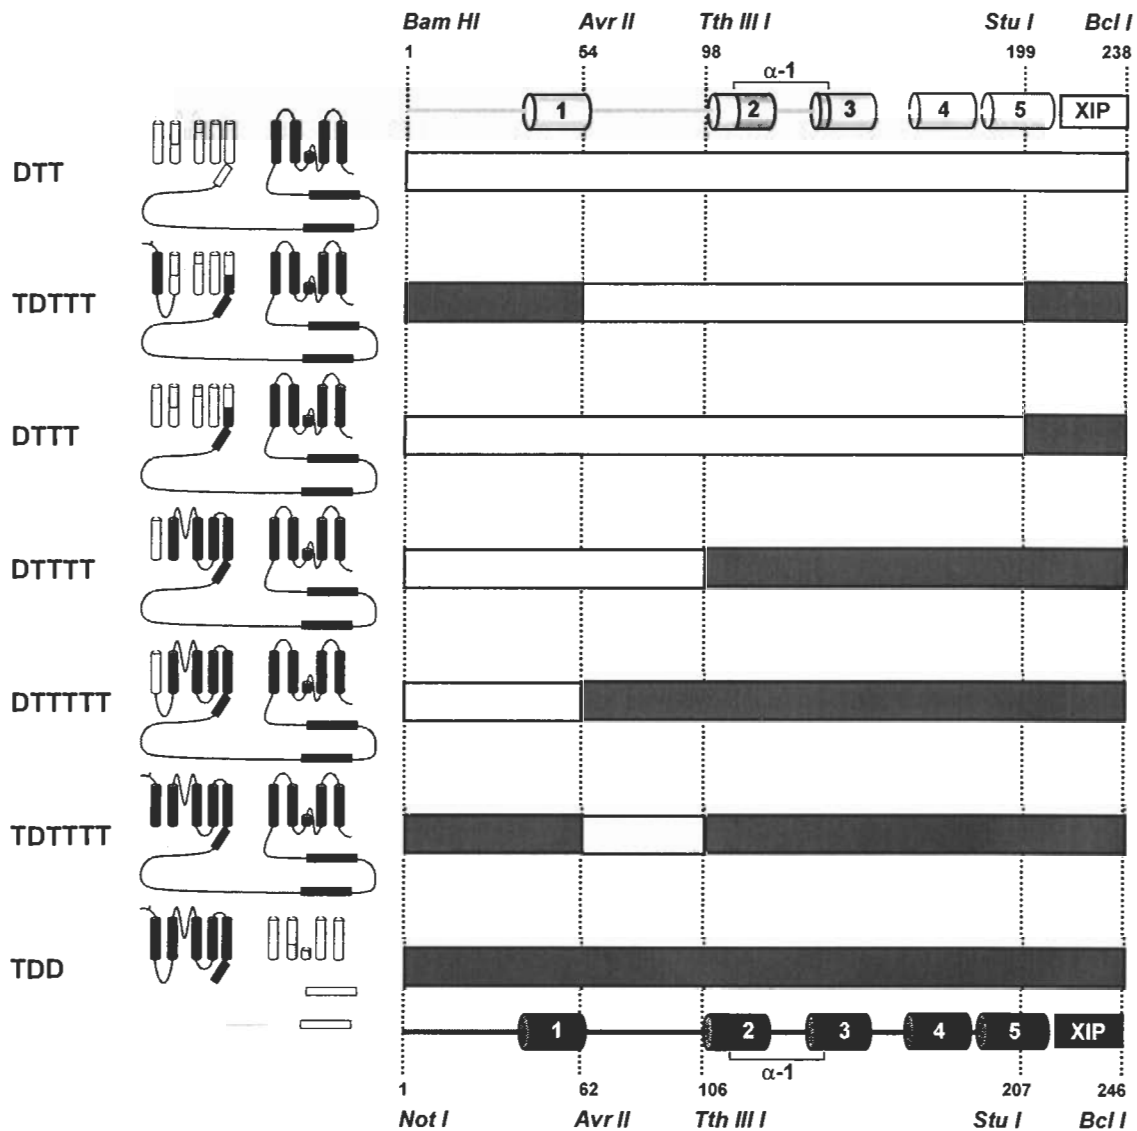 Bam HI Avr II Tth III I Stu I Bcl I
1 54 98 199 238
α-1
1 2 3 4 5 XIP
DTT
TDTTT
DTTT
DTTTT
DTTTTT
TDTTTT
TDD
1 2 3 4 5 XIP
α-1
1 62 106 207 246
Not I Avr II Tth III I Stu I Bcl I